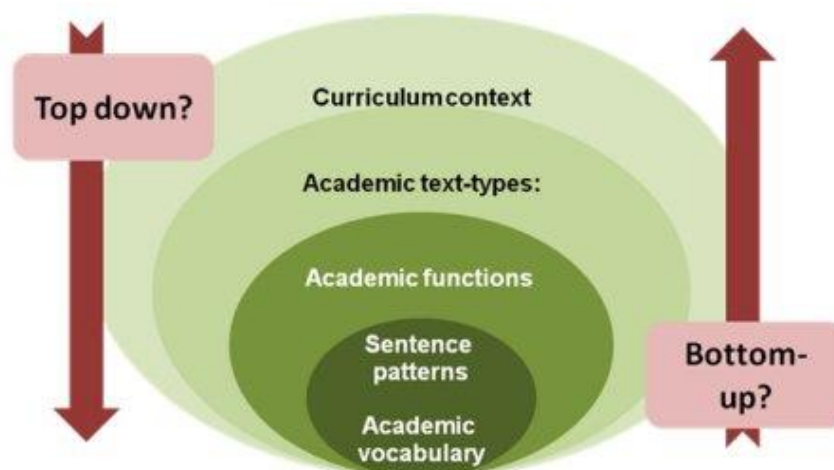 Top down?
Curriculum context
Academic text-types:
Academic functions
Sentence
patterns
Academic
vocabulary
Bottom-
up?